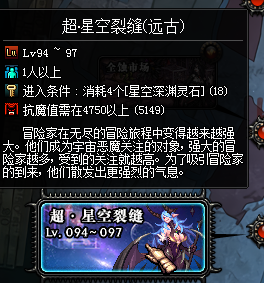 超·星空裂缝(远古)
Lv Lv94 ~ 97
1人以上
进入条件：消耗4个[星空深渊灵石] (18)
抗魔值需在4750以上 (5149)
冒险家在无尽的冒险旅程中变得越来越强
大。他们成为宇宙恶魔关注的对象，强大的冒
险家越多，受到的关注就越高。为了吸引冒险家
的到来，他们散发出更强烈的气息。
超·星空裂缝
Lv. 094~097